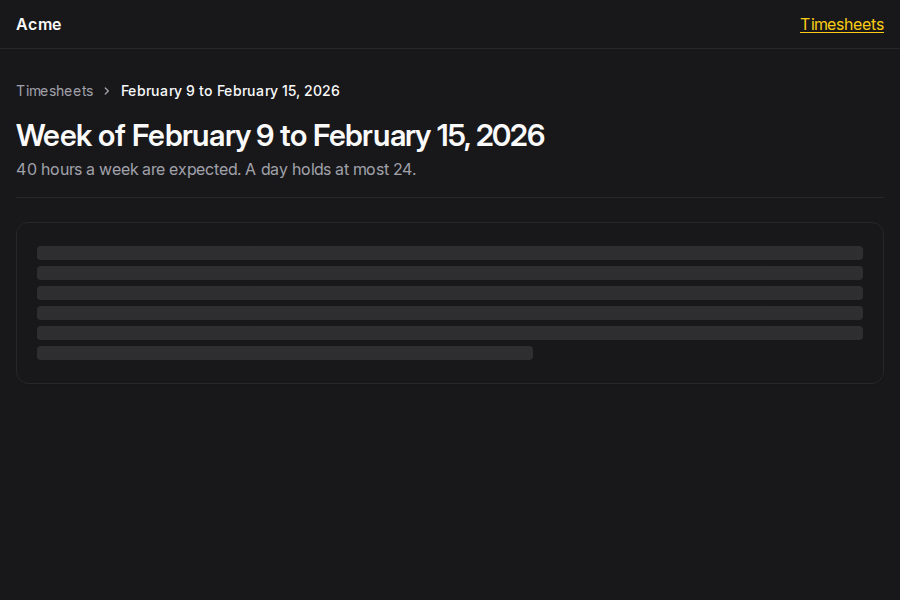 Acme
Timesheets
Timesheets > February 9 to February 15, 2026
Week of February 9 to February 15, 2026
40 hours a week are expected. A day holds at most 24.